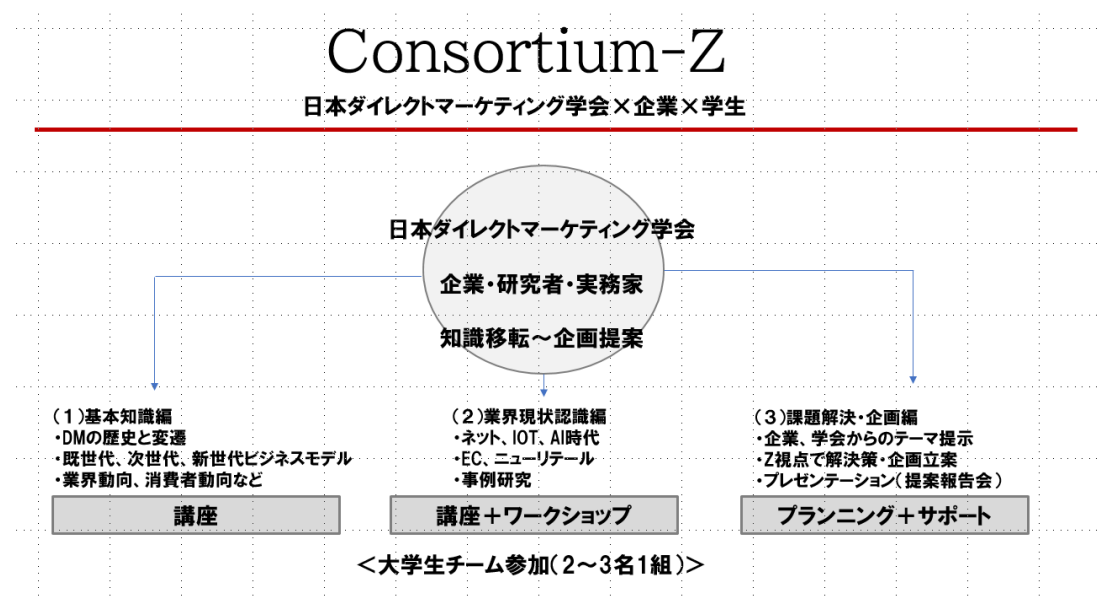 Consortium-Z
日本ダイレクトマーケティング学会×企業×学生
日本ダイレクトマーケティング学会
企業・研究者・実務家
知識移転～企画提案
（１）基本知識編
・DMの歴史と変遷
・既世代、次世代、新世代ビジネスモデル
・業界動向、消費者動向など
講座
（２）業界現状認識編
・ネット、IOT、AI時代
・EC、ニューリテール
・事例研究
講座＋ワークショップ
（３）課題解決・企画編
・企業、学会からのテーマ提示
・Z視点で解決策・企画立案
・プレゼンテーション（提案報告会）
プランニング＋サポート
＜大学生チーム参加（２～３名１組）＞